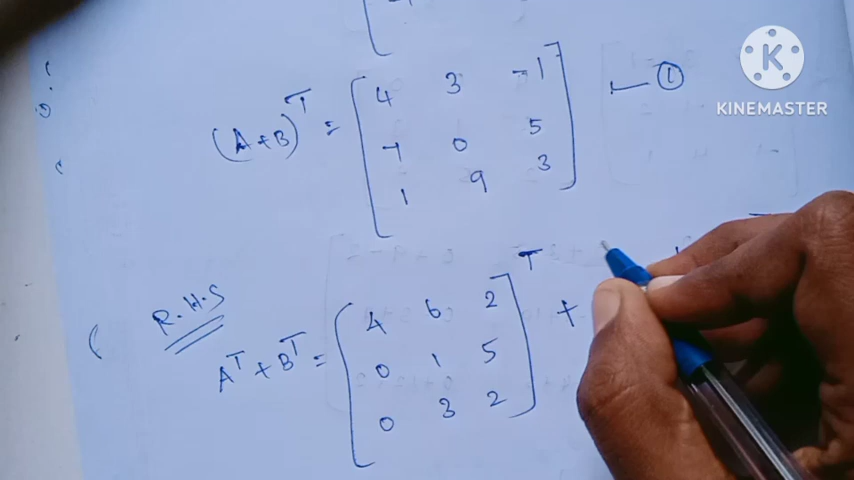 (A+B)^T = [ 4 3 -1
-7 0 5
1 9 3 ] — ①
R.H.S
A^T + B^T = [ 4 6 2
0 1 5
0 3 2 ]^T +
KINEMASTER